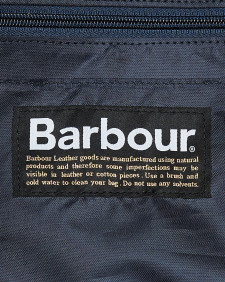 Barbour®
Barbour Leather goods are manufactured using natural
products and therefore some imperfections may be
visible in leather or cotton pieces. Use a brush and
cold water to clean your bag. Do not use any solvents.